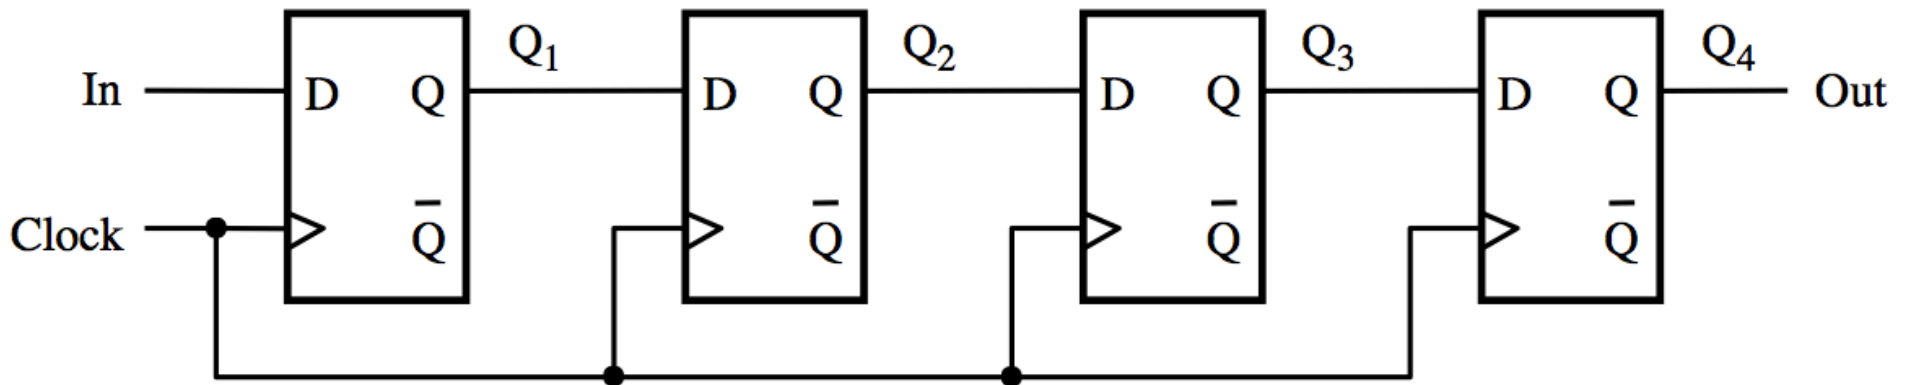 Q₁ Q₂ Q₃ Q₄
In D Q D Q D Q D Q Out
Clock Q̅ Q̅ Q̅ Q̅